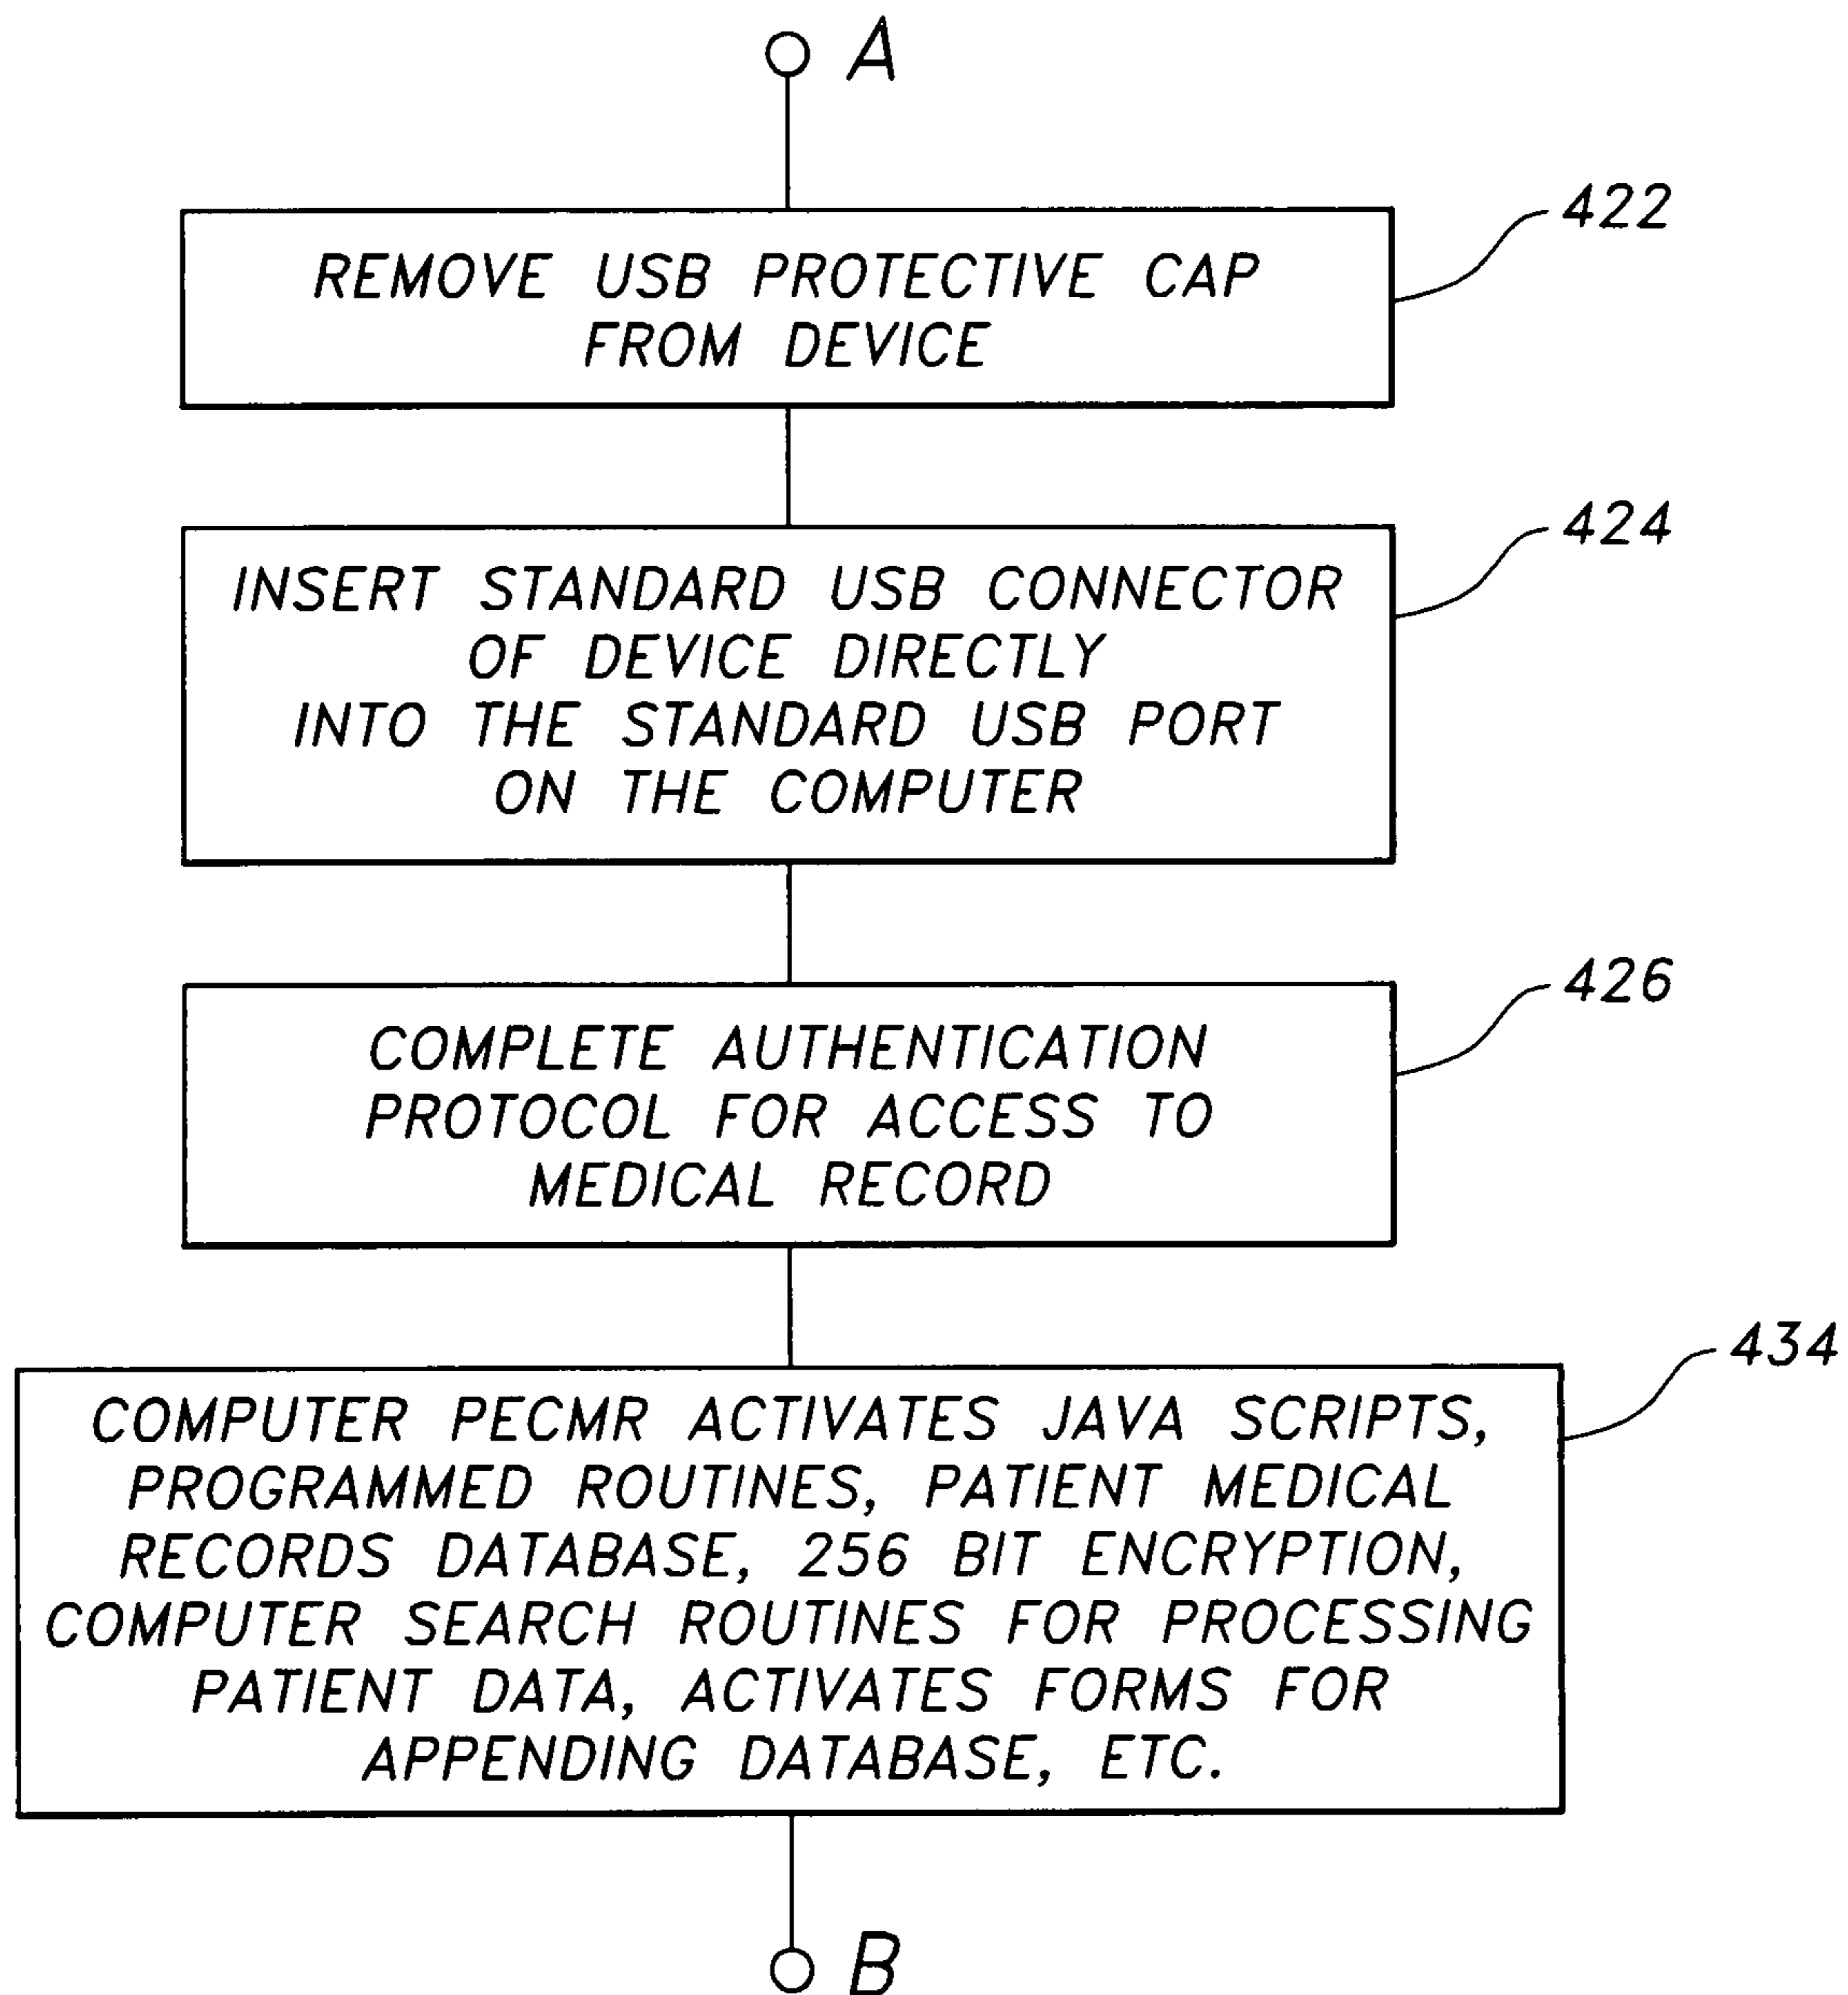 A
422
REMOVE USB PROTECTIVE CAP
FROM DEVICE
424
INSERT STANDARD USB CONNECTOR
OF DEVICE DIRECTLY
INTO THE STANDARD USB PORT
ON THE COMPUTER
426
COMPLETE AUTHENTICATION
PROTOCOL FOR ACCESS TO
MEDICAL RECORD
434
COMPUTER PECMR ACTIVATES JAVA SCRIPTS,
PROGRAMMED ROUTINES, PATIENT MEDICAL
RECORDS DATABASE, 256 BIT ENCRYPTION,
COMPUTER SEARCH ROUTINES FOR PROCESSING
PATIENT DATA, ACTIVATES FORMS FOR
APPENDING DATABASE, ETC.
B